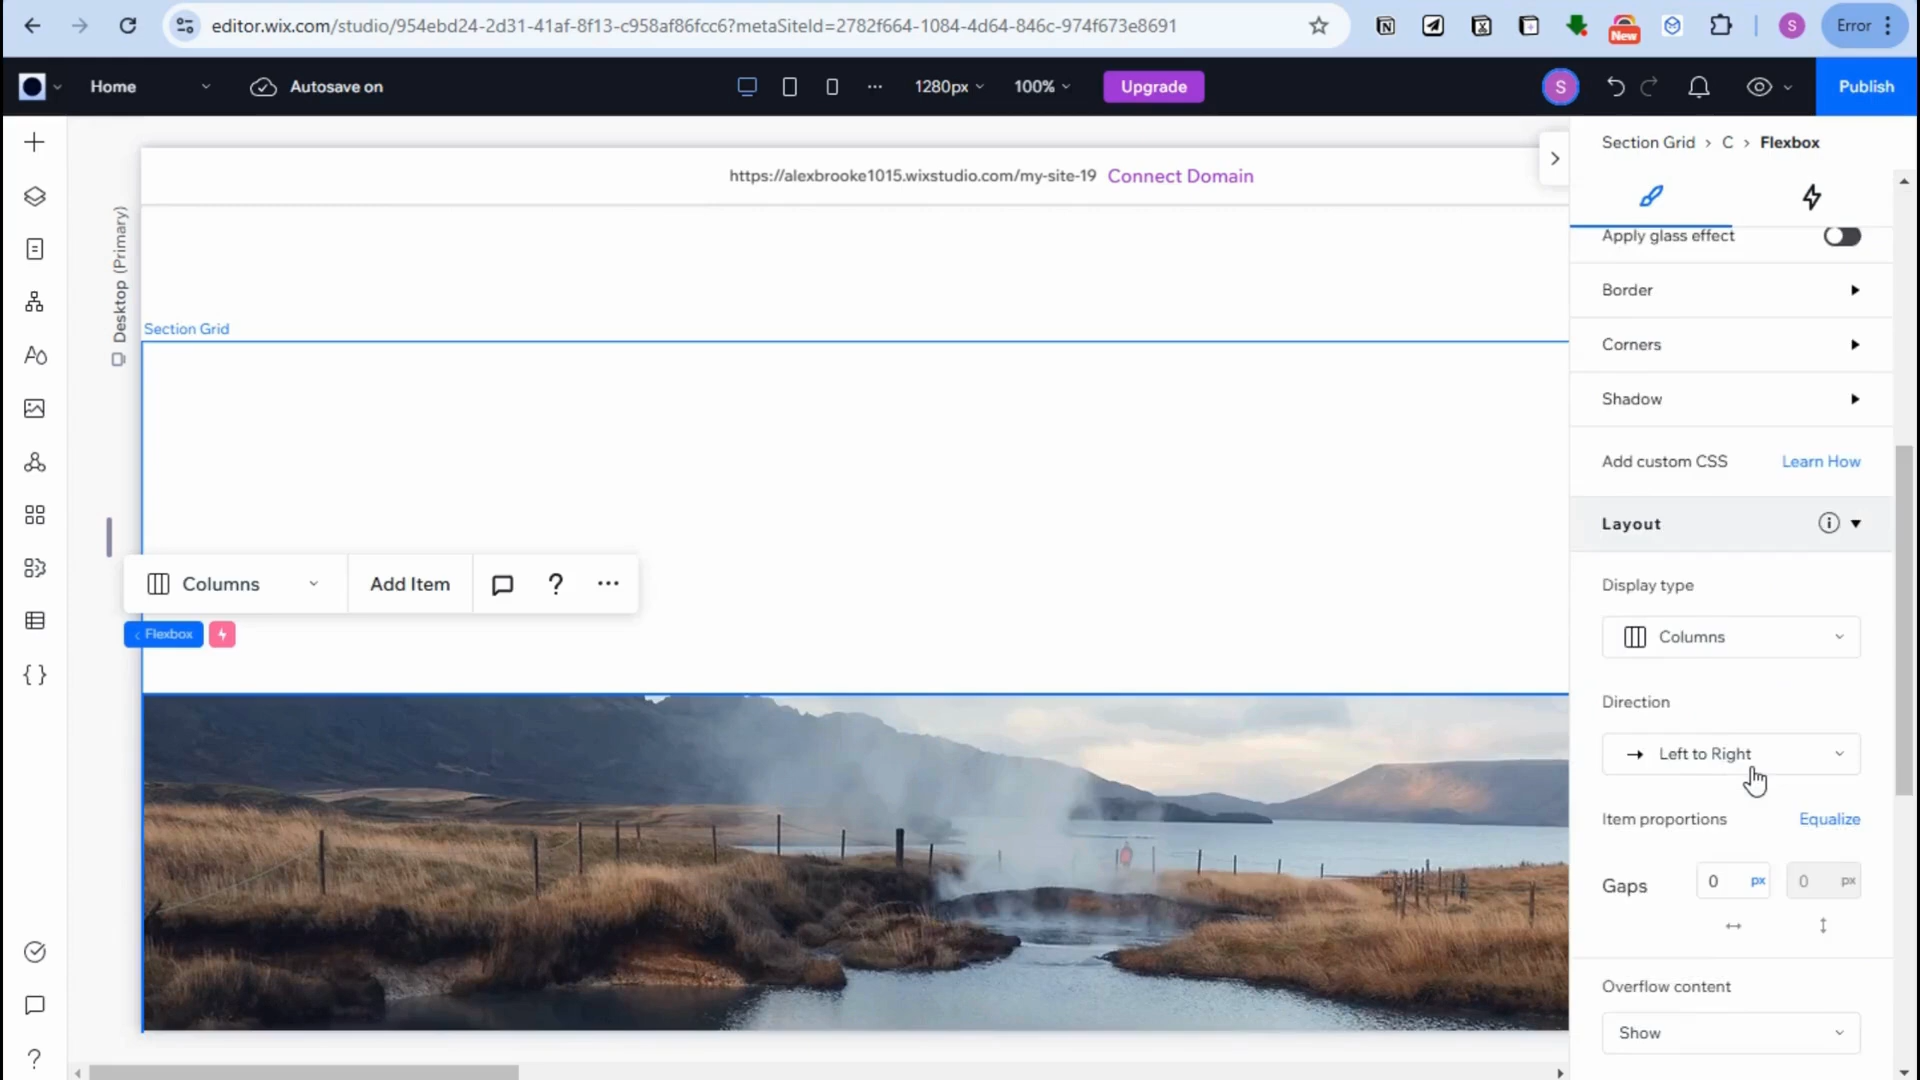 editor.wix.com/studio/954ebd24-2d31-41af-8f13-c958af86fcc6?metaSiteId=2782f664-1084-4d64-846c-974f673e8691
New
S
Error
Home
Autosave on
1280px
100%
Upgrade
S
Publish
Desktop (Primary)
https://alexbrooke1015.wixstudio.com/my-site-19 Connect Domain
Section Grid
Columns
Add Item
?
Flexbox
?
Section Grid > C > Flexbox
Apply glass effect
Border
Corners
Shadow
Add custom CSS Learn How
Layout
Display type
Columns
Direction
Left to Right
Item proportions Equalize
Gaps 0 px 0 px
Overflow content
Show